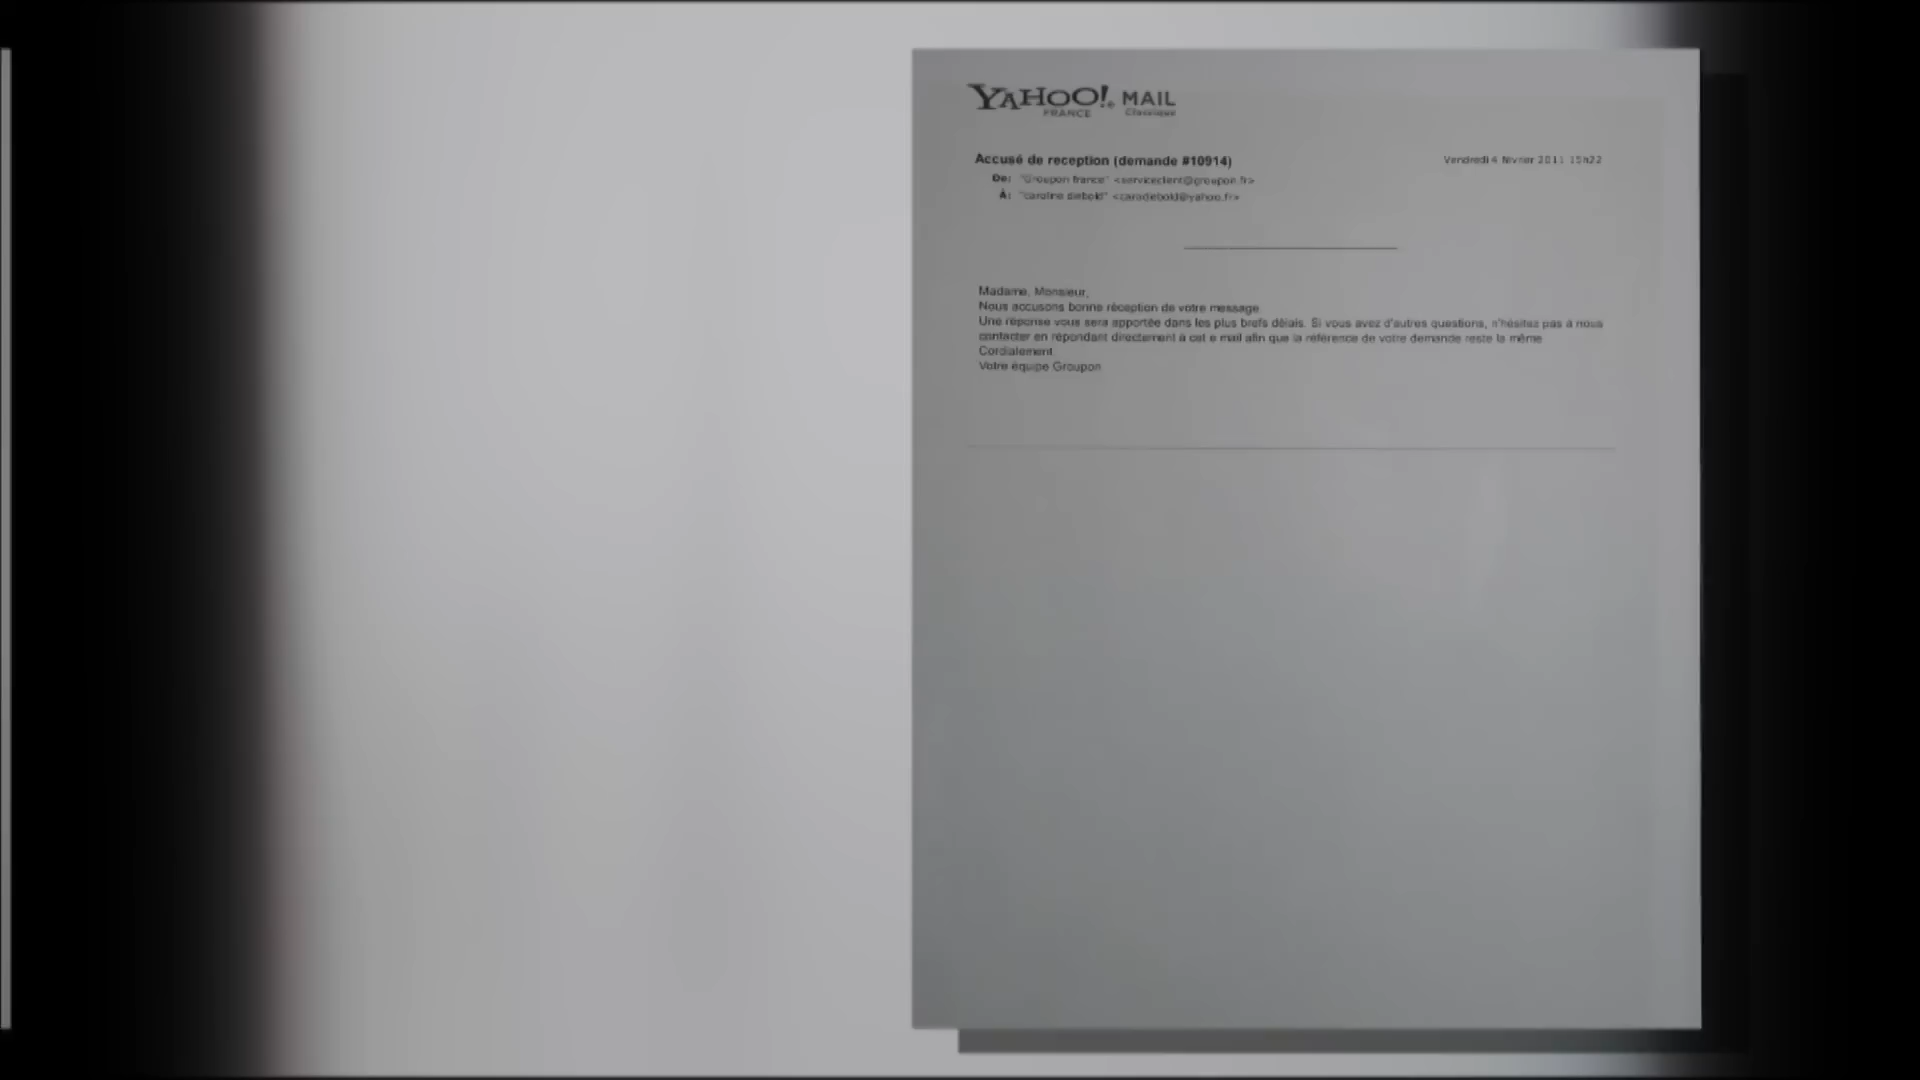 YAHOO! MAIL
FRANCE Classique
Accusé de reception (demande #10914)
Vendredi 4 février 2011 15h22
De: "Groupon france" <serviceclient@groupon.fr>
À: "caroline diebold" <carodiebold@yahoo.fr>
Madame, Monsieur,
Nous accusons bonne réception de votre message
Une réponse vous sera apportée dans les plus brefs délais. Si vous avez d'autres questions, n'hésitez pas à nous
contacter en répondant directement à cet e mail afin que la référence de votre demande reste la même
Cordialement
Votre équipe Groupon